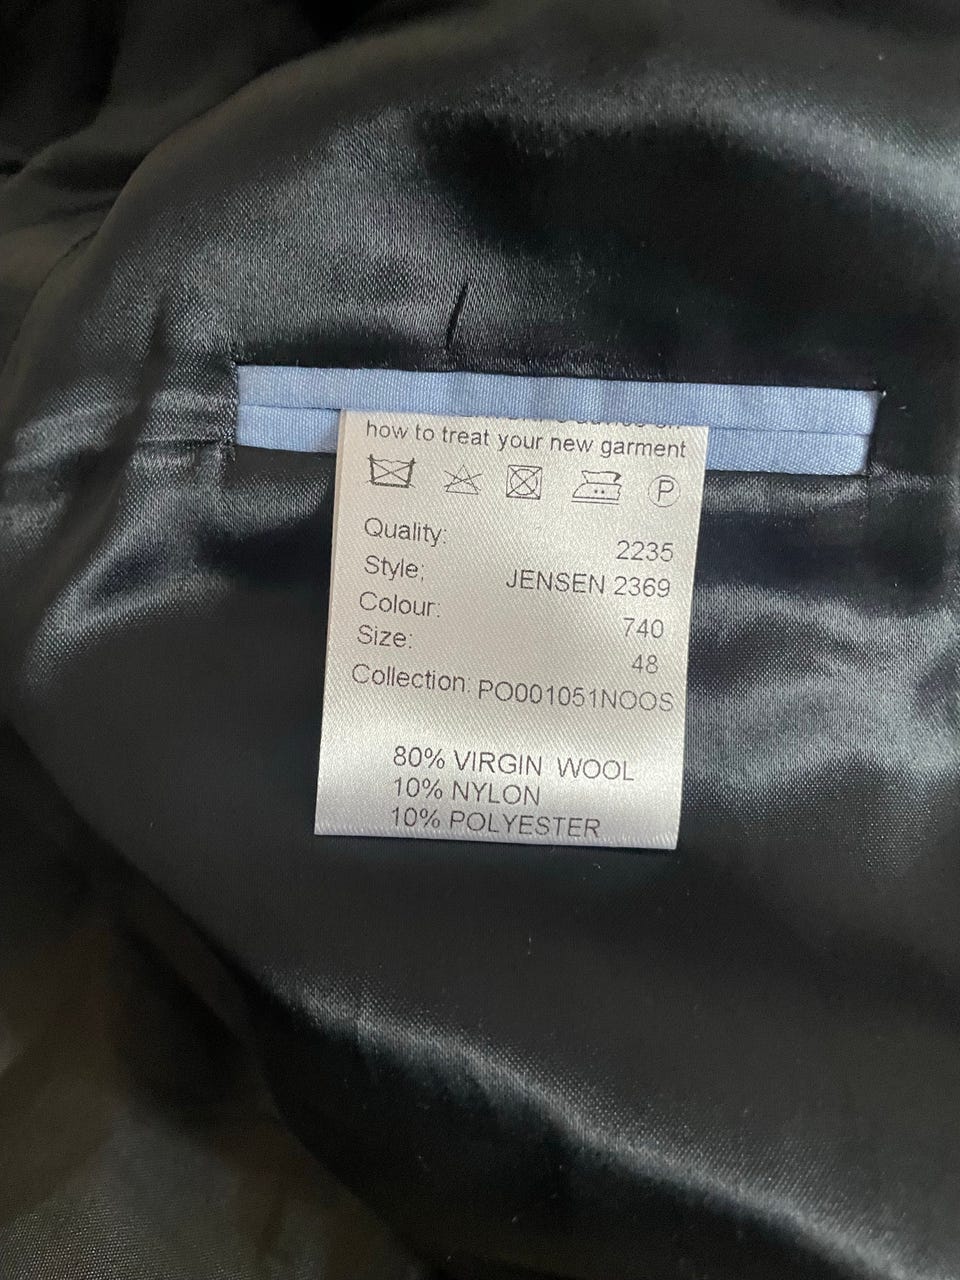 how to treat your new garment
P
Quality: 2235
Style; JENSEN 2369
Colour: 740
Size: 48
Collection: PO001051NOOS
80% VIRGIN WOOL
10% NYLON
10% POLYESTER